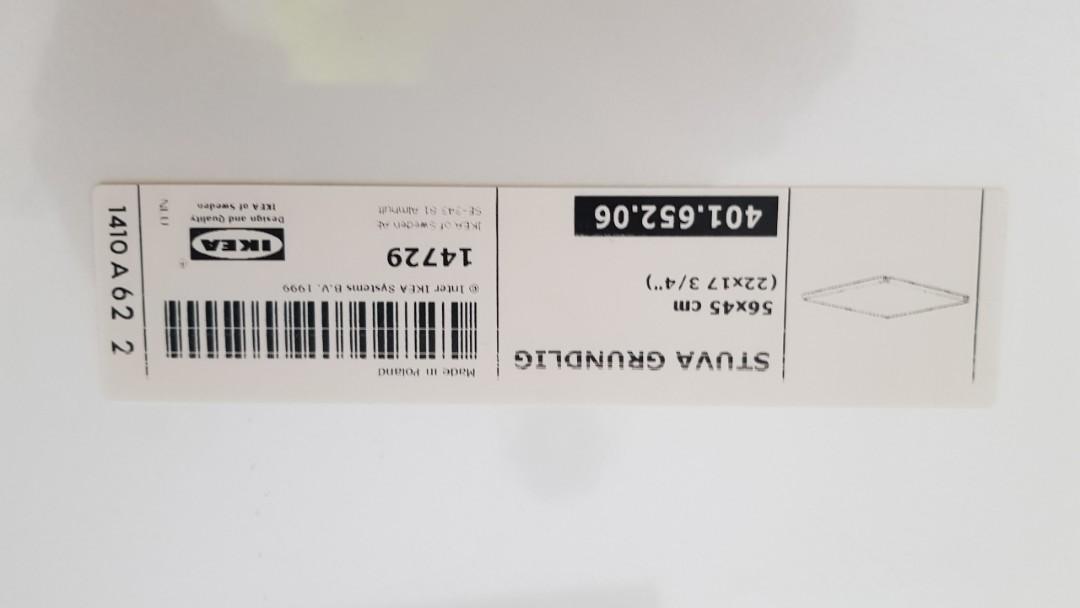 STUVA GRUNDLIG
56x45 cm
(22x17 3/4")
401.652.06
Made in Poland
© Inter IKEA Systems B.V. 1999
14729
IKEA of Sweden AB
SE-343 81 Älmhult
IKEA
®
Design and Quality
IKEA of Sweden
1410 A 62 2